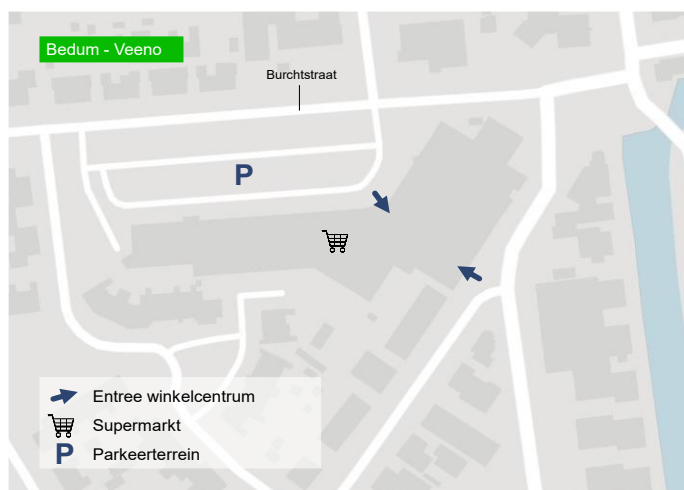 Bedum - Veeno
Burchtstraat
P
Entree winkelcentrum
Supermarkt
P Parkeerterrein